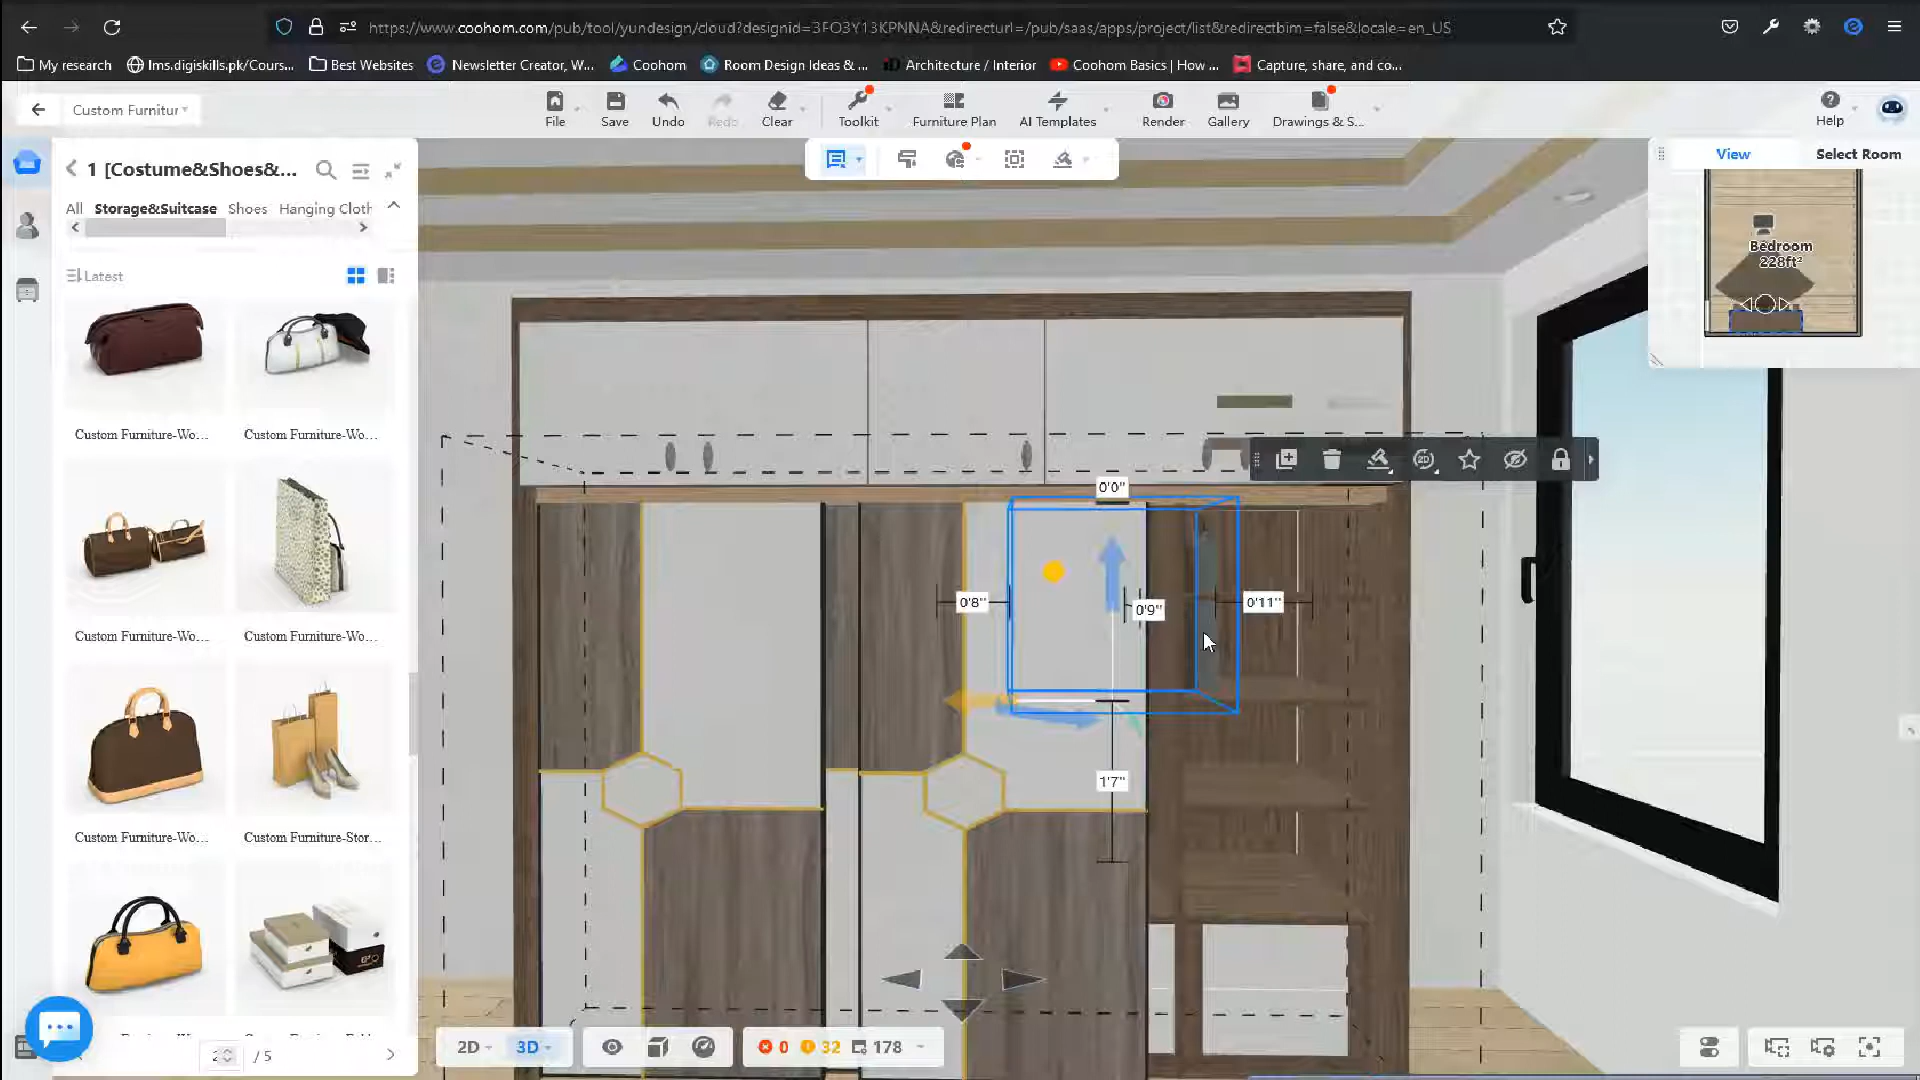 https://www.coohom.com/pub/tool/yundesign/cloud?designid=3FO3Y13KPNNA&redirecturl=/pub/saas/apps/project/list&redirectbim=false&locale=en_US
My research
lms.digiskills.pk/Cours...
Best Websites
Newsletter Creator, W...
Coohom
Room Design Ideas & ...
Architecture / Interior
Coohom Basics | How ...
Capture, share, and co...
Custom Furnitur
File
Save
Undo
Redo
Clear
Toolkit
Furniture Plan
AI Templates
Render
Gallery
Drawings & S...
Help
1 [Costume&Shoes&...
All
Storage&Suitcase
Shoes
Hanging Cloth
Latest
Custom Furniture-Wo...
Custom Furniture-Wo...
Custom Furniture-Wo...
Custom Furniture-Wo...
Custom Furniture-Wo...
Custom Furniture-Stor...
2
/ 5
View
Select Room
Bedroom
228ft²
0'0"
0'8"
0'9"
0'11"
1'7"
2D
3D
0
32
178